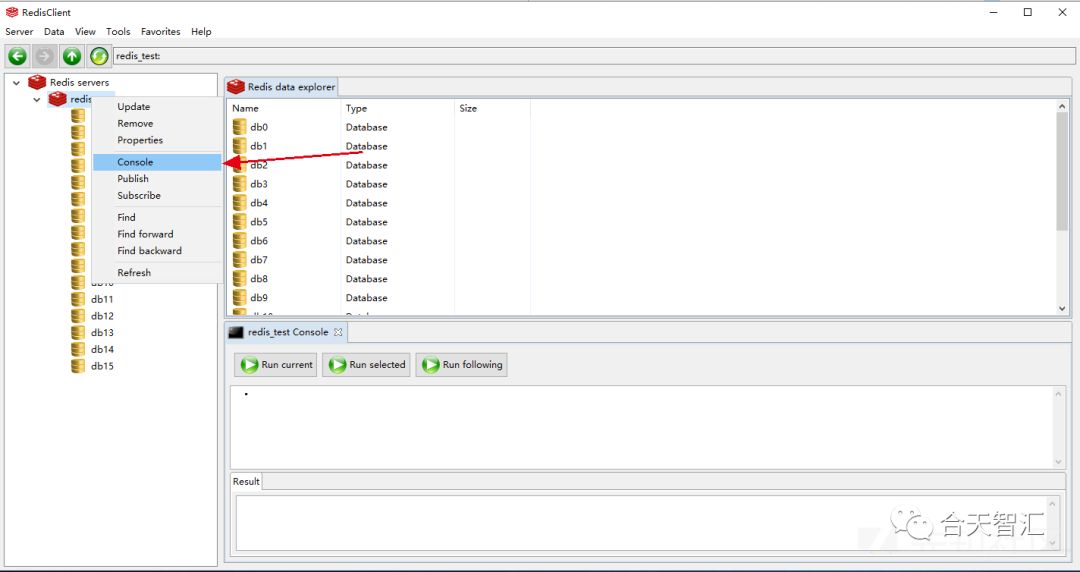 RedisClient
Server Data View Tools Favorites Help
redis_test:
Redis servers
redis
db10
db11
db12
db13
db14
db15
Update
Remove
Properties
Console
Publish
Subscribe
Find
Find forward
Find backward
Refresh
Redis data explorer
Name Type Size
db0 Database
db1 Database
db2 Database
db3 Database
db4 Database
db5 Database
db6 Database
db7 Database
db8 Database
db9 Database
db10 Database
redis_test Console
Run current Run selected Run following
Result
合天智汇